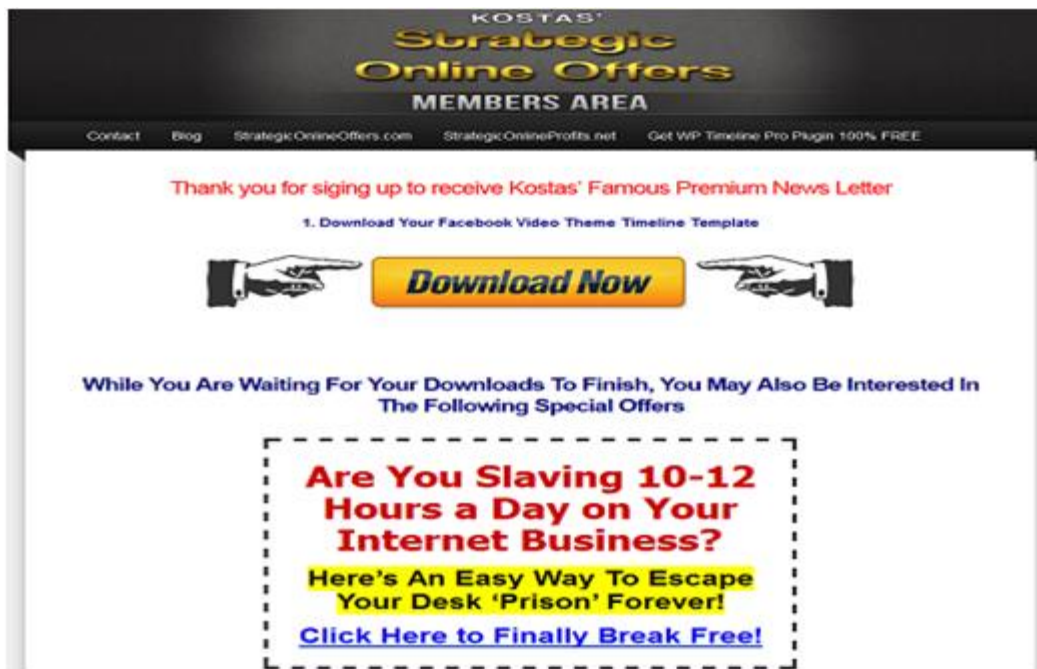 KOSTAS'
Strategic
Online Offers
MEMBERS AREA
Contact Blog StrategicOnlineOffers.com StrategicOnlineProfits.net Get WP Timeline Pro Plugin 100% FREE
Thank you for siging up to receive Kostas' Famous Premium News Letter
1. Download Your Facebook Video Theme Timeline Template
Download Now
While You Are Waiting For Your Downloads To Finish, You May Also Be Interested In
The Following Special Offers
Are You Slaving 10-12
Hours a Day on Your
Internet Business?
Here's An Easy Way To Escape
Your Desk 'Prison' Forever!
Click Here to Finally Break Free!